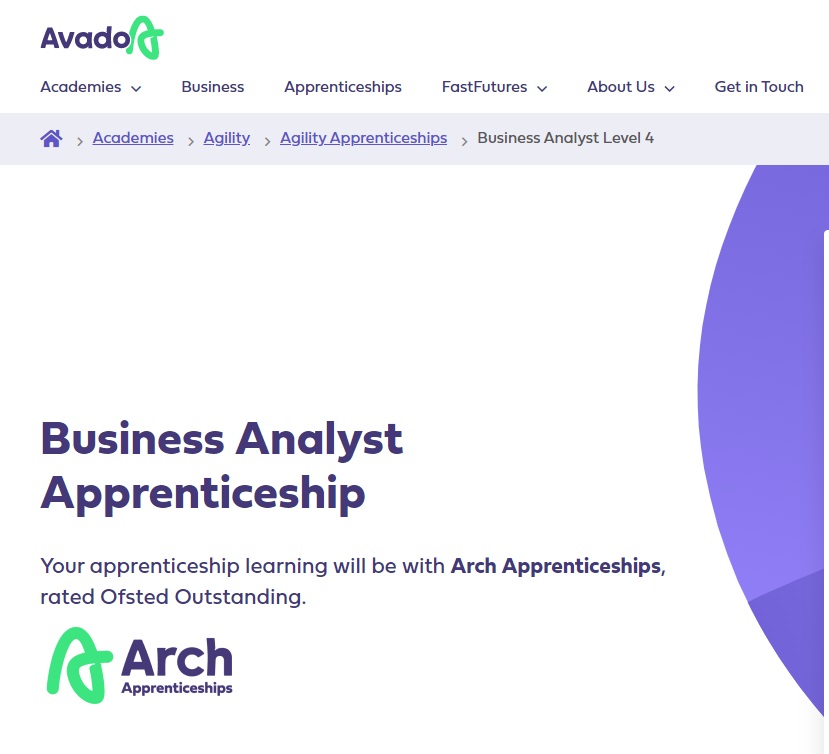 Avado
Academies Business Apprenticeships FastFutures About Us Get in Touch
Academies Agility Agility Apprenticeships Business Analyst Level 4
Business Analyst
Apprenticeship
Your apprenticeship learning will be with Arch Apprenticeships,
rated Ofsted Outstanding.
Arch
Apprenticeships